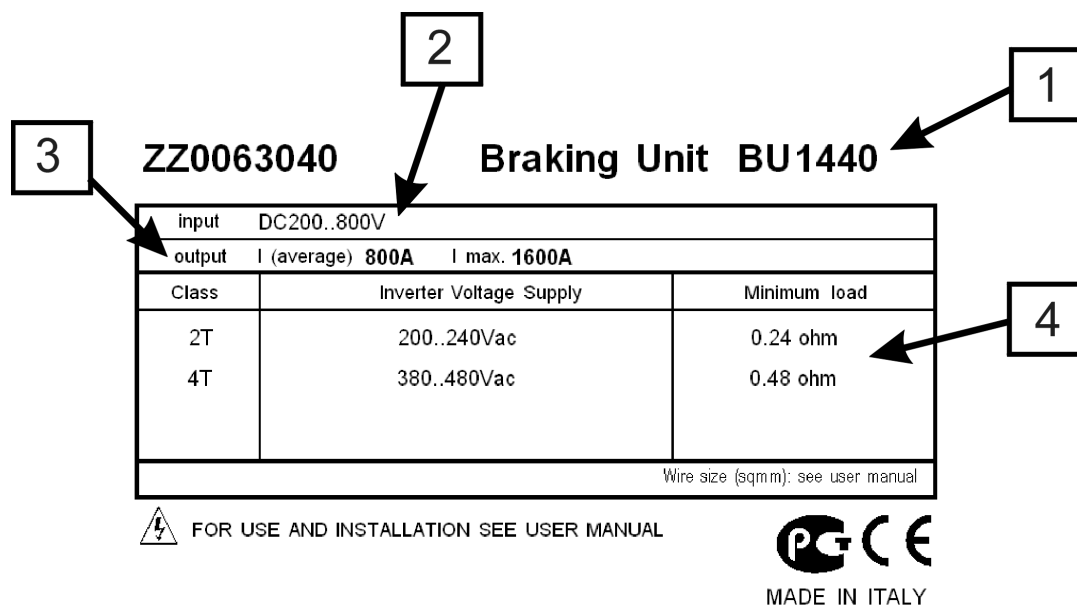 2
1
3
ZZ0063040 Braking Unit BU1440
input DC200..800V
output I (average) 800A I max. 1600A
Class Inverter Voltage Supply Minimum load
4
2T 200..240Vac 0.24 ohm
4T 380..480Vac 0.48 ohm
Wire size (sqmm): see user manual
FOR USE AND INSTALLATION SEE USER MANUAL
PCT CE
MADE IN ITALY